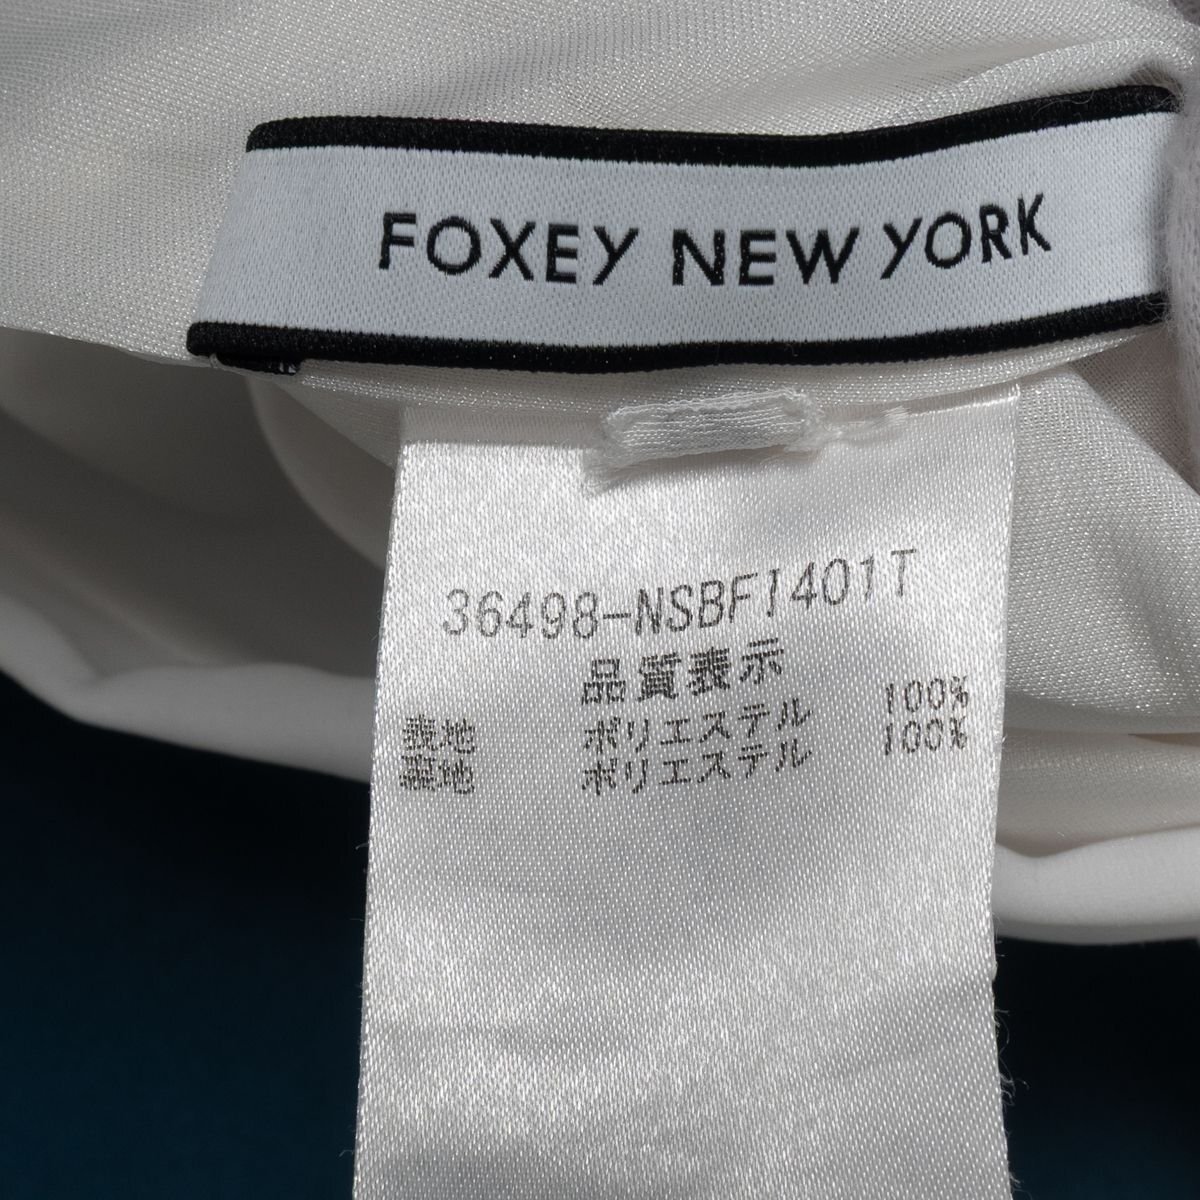 FOXEY NEW YORK
36498-NSBFI401T
品質表示
表地 ポリエステル 100%
裏地 ポリエステル 100%